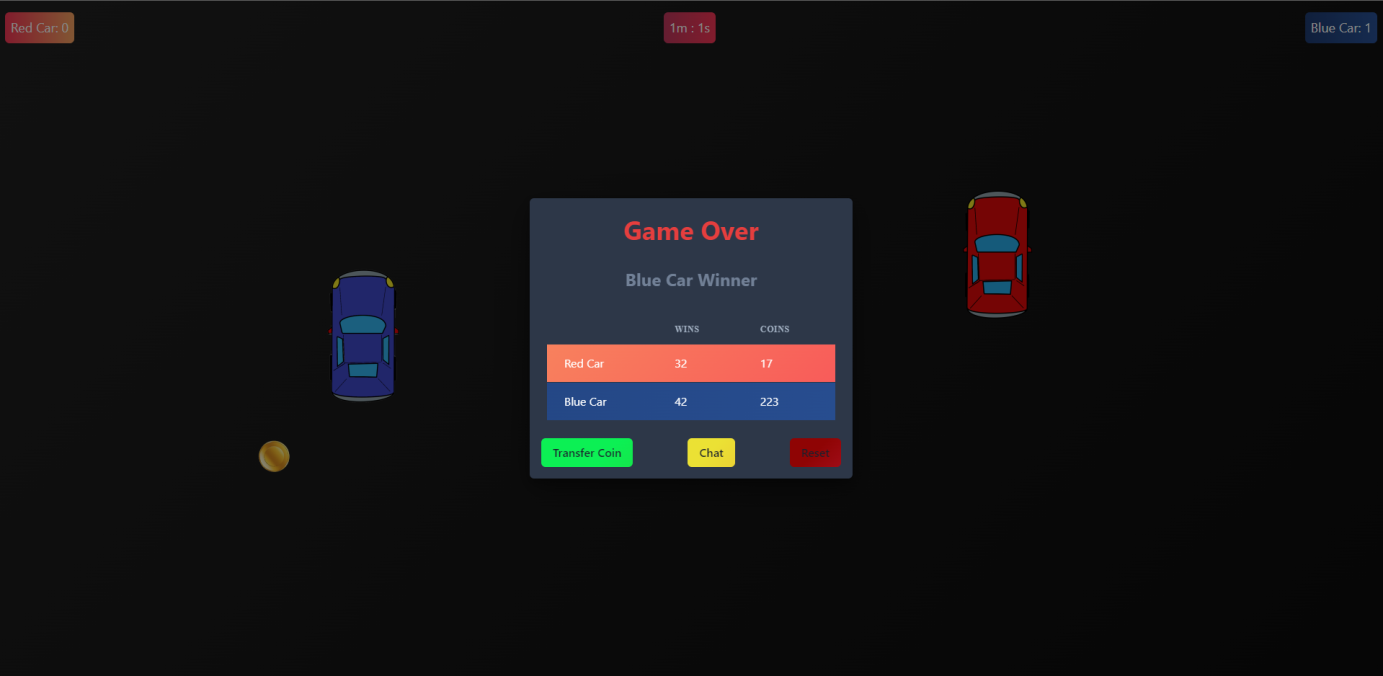 Red Car: 0
1m : 1s
Blue Car: 1
Game Over
Blue Car Winner
WINS COINS
Red Car 32 17
Blue Car 42 223
Transfer Coin Chat Reset